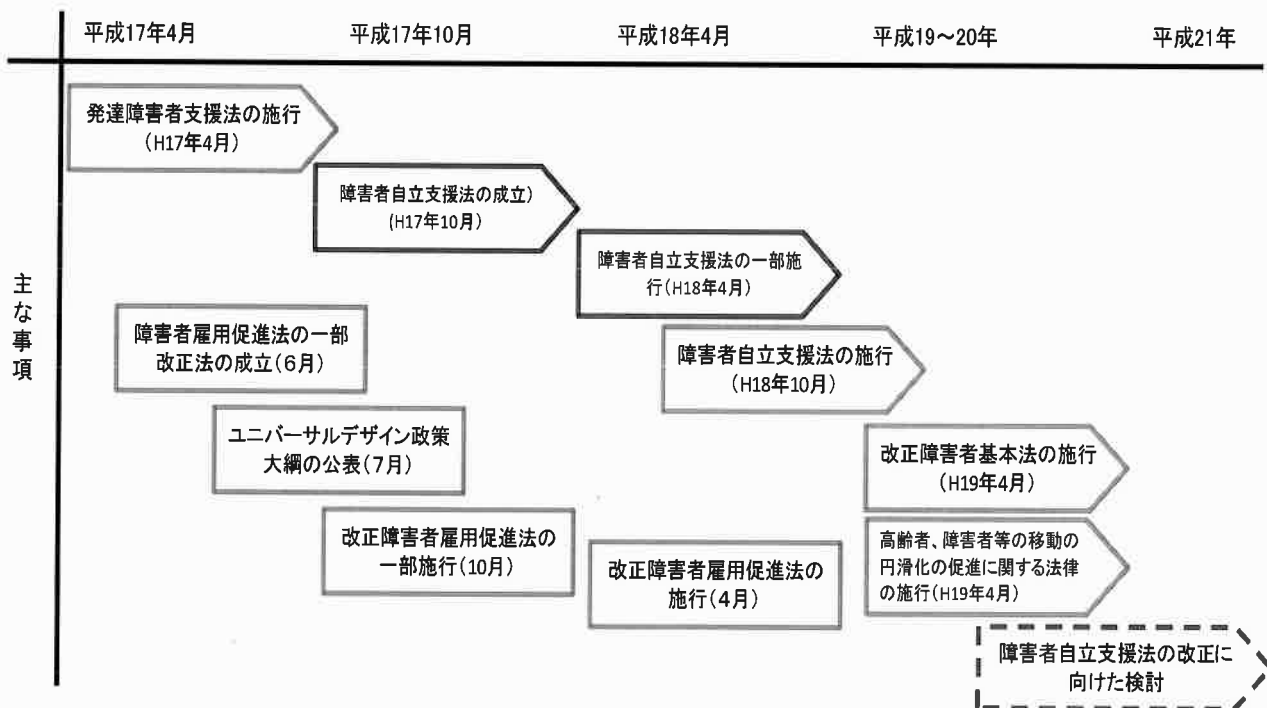 平成17年4月
平成17年10月
平成18年4月
平成19～20年
平成21年
主な事項
発達障害者支援法の施行
(H17年4月)
障害者自立支援法の成立)
(H17年10月)
障害者自立支援法の一部施
行(H18年4月)
障害者雇用促進法の一部
改正法の成立(6月)
障害者自立支援法の施行
(H18年10月)
ユニバーサルデザイン政策
大綱の公表(7月)
改正障害者基本法の施行
(H19年4月)
改正障害者雇用促進法の
一部施行(10月)
改正障害者雇用促進法の
施行(4月)
高齢者、障害者等の移動の
円滑化の促進に関する法律
の施行(H19年4月)
障害者自立支援法の改正に
向けた検討